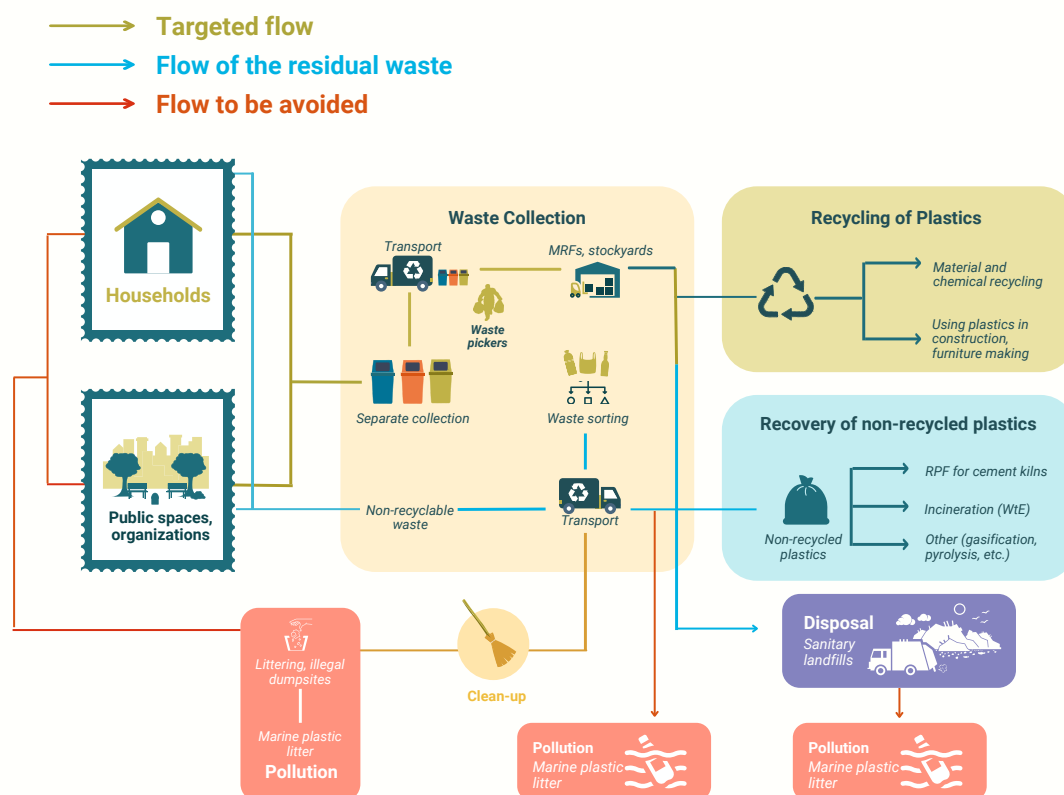 Targeted flow
Flow of the residual waste
Flow to be avoided
Households
Public spaces,
organizations
Waste Collection
Transport
MRFs, stockyards
Waste
pickers
Separate collection
Waste sorting
Non-recyclable
waste
Transport
Recycling of Plastics
Material and
chemical recycling
Using plastics in
construction,
furniture making
Recovery of non-recycled plastics
Non-recycled
plastics
RPF for cement kilns
Incineration (WtE)
Other (gasification,
pyrolysis, etc.)
Disposal
Sanitary
landfills
Littering, illegal
dumpsites
Marine plastic
litter
Pollution
Clean-up
Pollution
Marine plastic
litter
Pollution
Marine plastic
litter